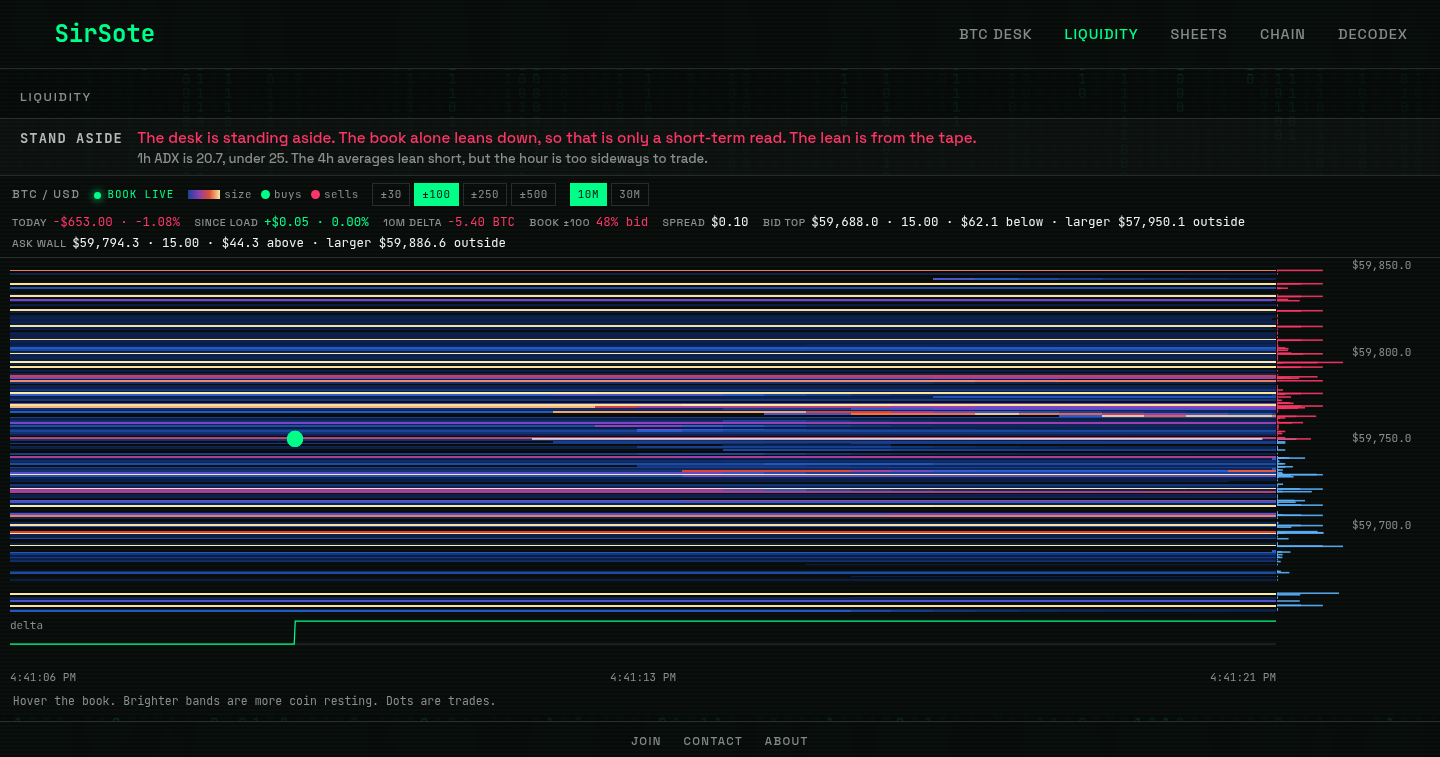 SirSote
BTC DESK LIQUIDITY SHEETS CHAIN DECODEX
LIQUIDITY
STAND ASIDE The desk is standing aside. The book alone leans down, so that is only a short-term read. The lean is from the tape.
1h ADX is 20.7, under 25. The 4h averages lean short, but the hour is too sideways to trade.
BTC / USD BOOK LIVE size buys sells ±30 ±100 ±250 ±500 10M 30M
TODAY -$653.00 · -1.08% SINCE LOAD +$0.05 · 0.00% 10M DELTA -5.40 BTC BOOK ±100 48% bid SPREAD $0.10 BID TOP $59,688.0 · 15.00 · $62.1 below · larger $57,950.1 outside
ASK WALL $59,794.3 · 15.00 · $44.3 above · larger $59,886.6 outside
$59,850.0
$59,800.0
$59,750.0
$59,700.0
delta
4:41:06 PM 4:41:13 PM 4:41:21 PM
Hover the book. Brighter bands are more coin resting. Dots are trades.
JOIN CONTACT ABOUT